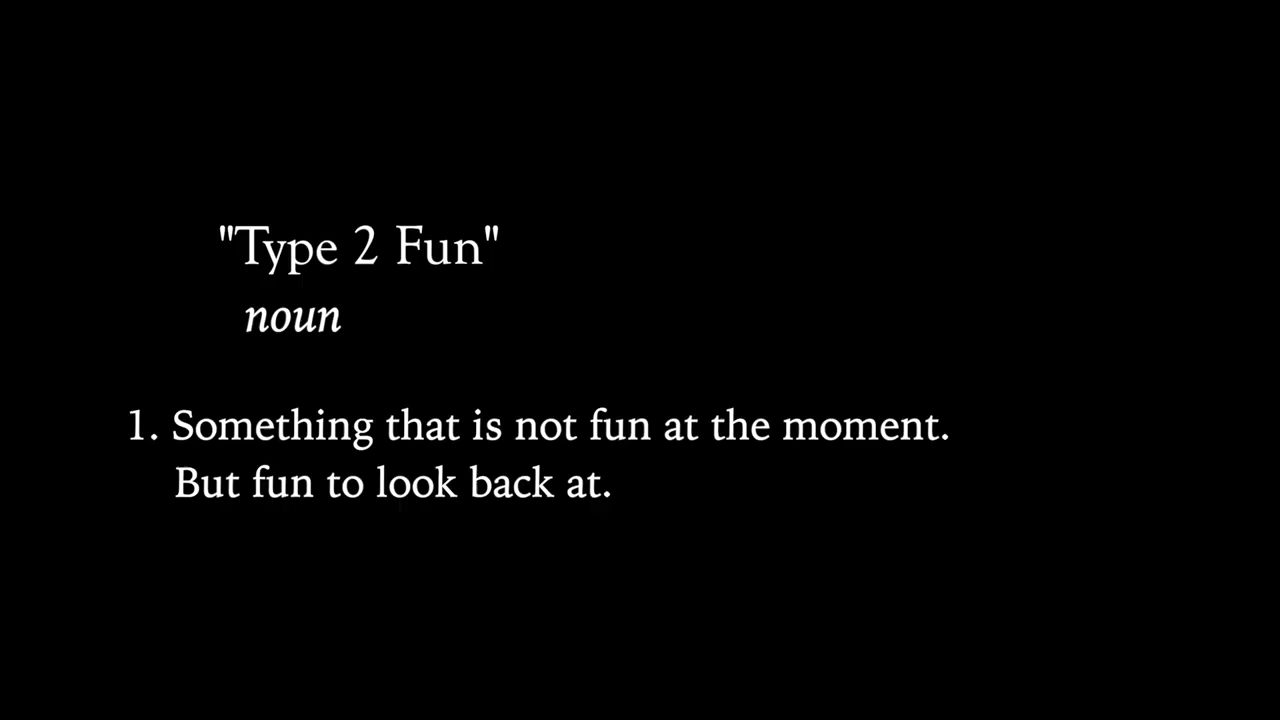 "Type 2 Fun"
noun
1. Something that is not fun at the moment.
But fun to look back at.